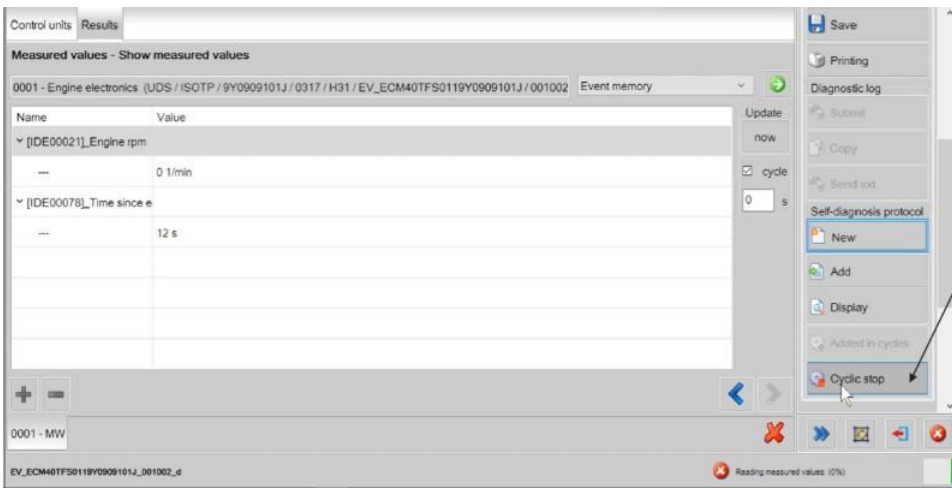 Control units Results
Measured values - Show measured values
0001 - Engine electronics (UDS / ISOTP / 9Y0909101J / 0317 / H31 / EV_ECM40TFS0119Y0909101J / 001002 Event memory
Name Value Update
now
[IDE00021]_Engine rpm
--- 0 1/min
cycle
0 s
[IDE00078]_Time since e
--- 12 s
0001 - MW
EV_ECM40TFS0119Y0909101J_001002_d
Reading measured values: (0%)
Save
Printing
Diagnostic log
Submit
Copy
Send ext.
Self-diagnosis protocol
New
Add
Display
Added in cycles
Cyclic stop